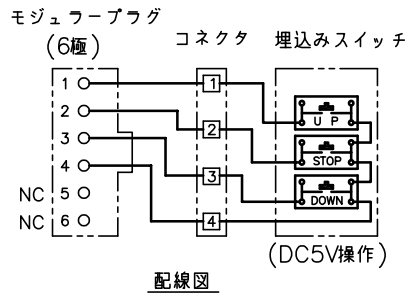 モジュラープラグ
(6極)
コネクタ
埋込みスイッチ
1
2
3
4
NC 5
NC 6
1
2
3
4
UP
STOP
DOWN
(DC5V操作)
配線図